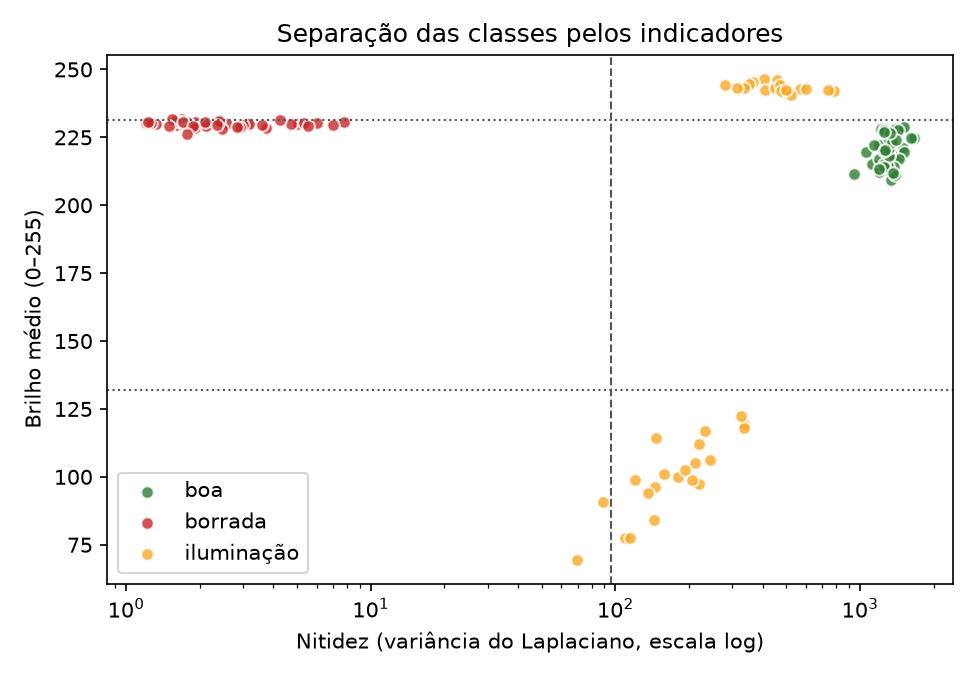 Separação das classes pelos indicadores
250
225
200
175
150
125
100
75
Brilho médio (0–255)
boa
borrada
iluminação
10⁰
10¹
10²
10³
Nitidez (variância do Laplaciano, escala log)